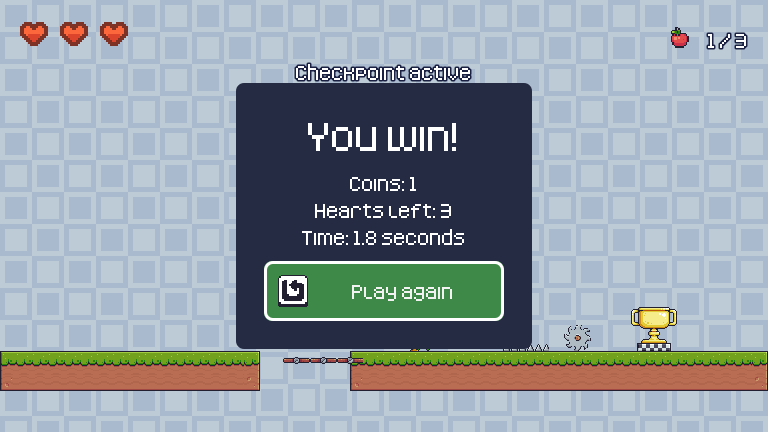 1/3
Checkpoint active
You win!
Coins: 1
Hearts left: 3
Time: 1.8 seconds
Play again